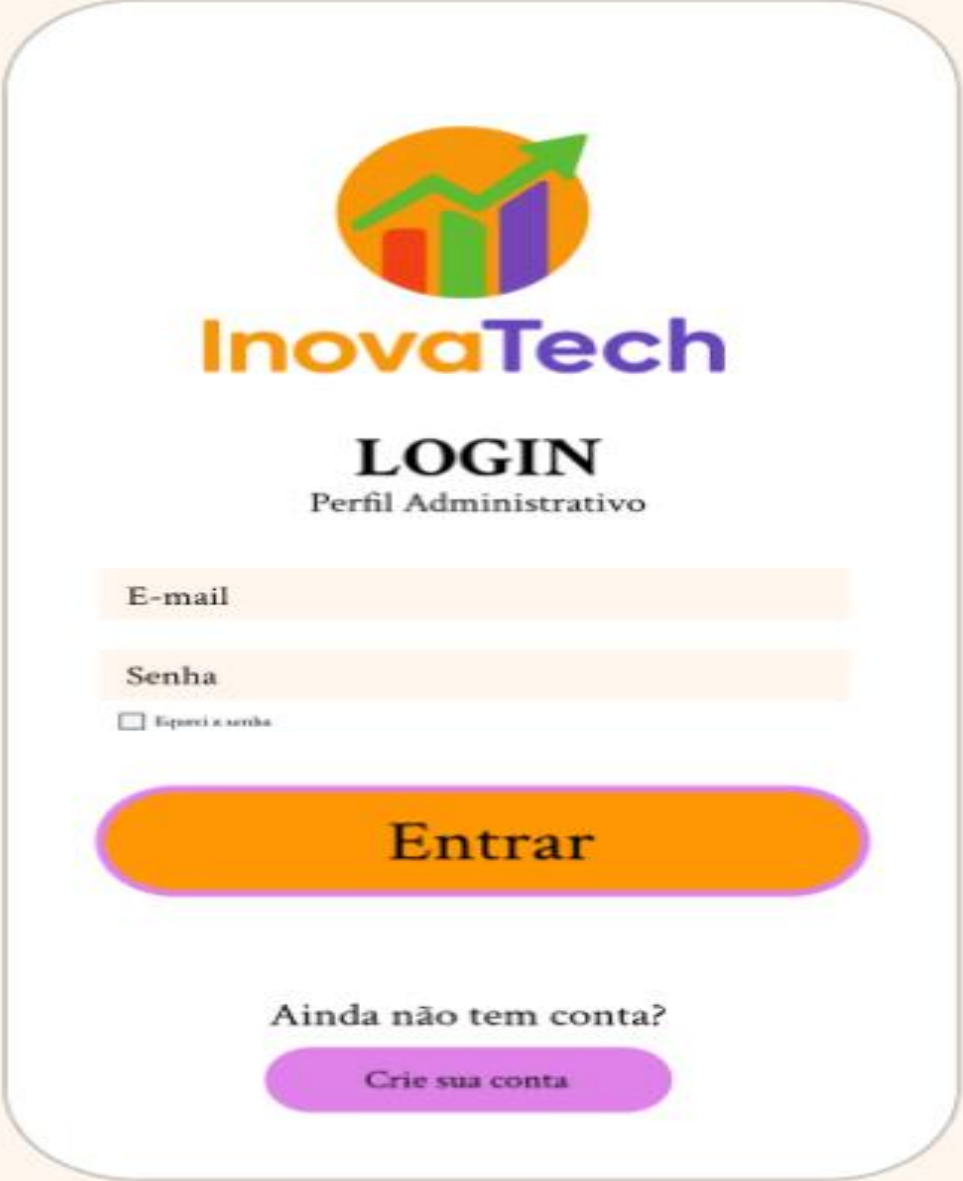 InovaTech
LOGIN
Perfil Administrativo
E-mail
Senha
Esqueci a senha
Entrar
Ainda não tem conta?
Crie sua conta